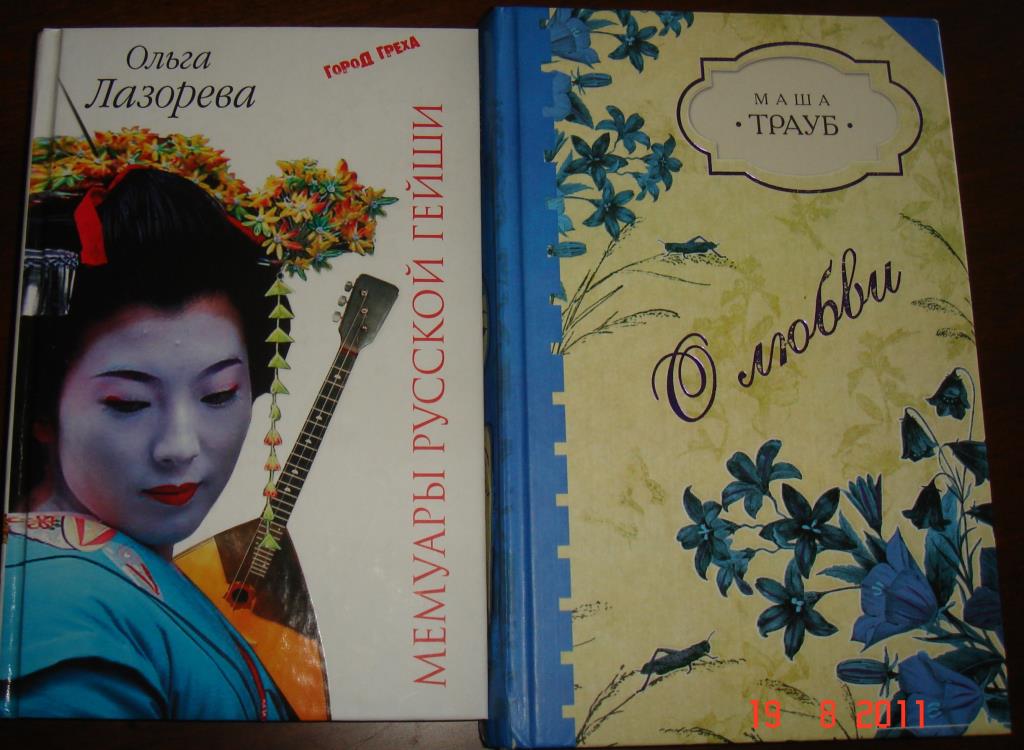 Ольга
Лазорева
ГОРОД ГРЕХА
МЕМУАРЫ РУССКОЙ ГЕЙШИ
МАША
• ТРАУБ •
О любви
19 8 2011